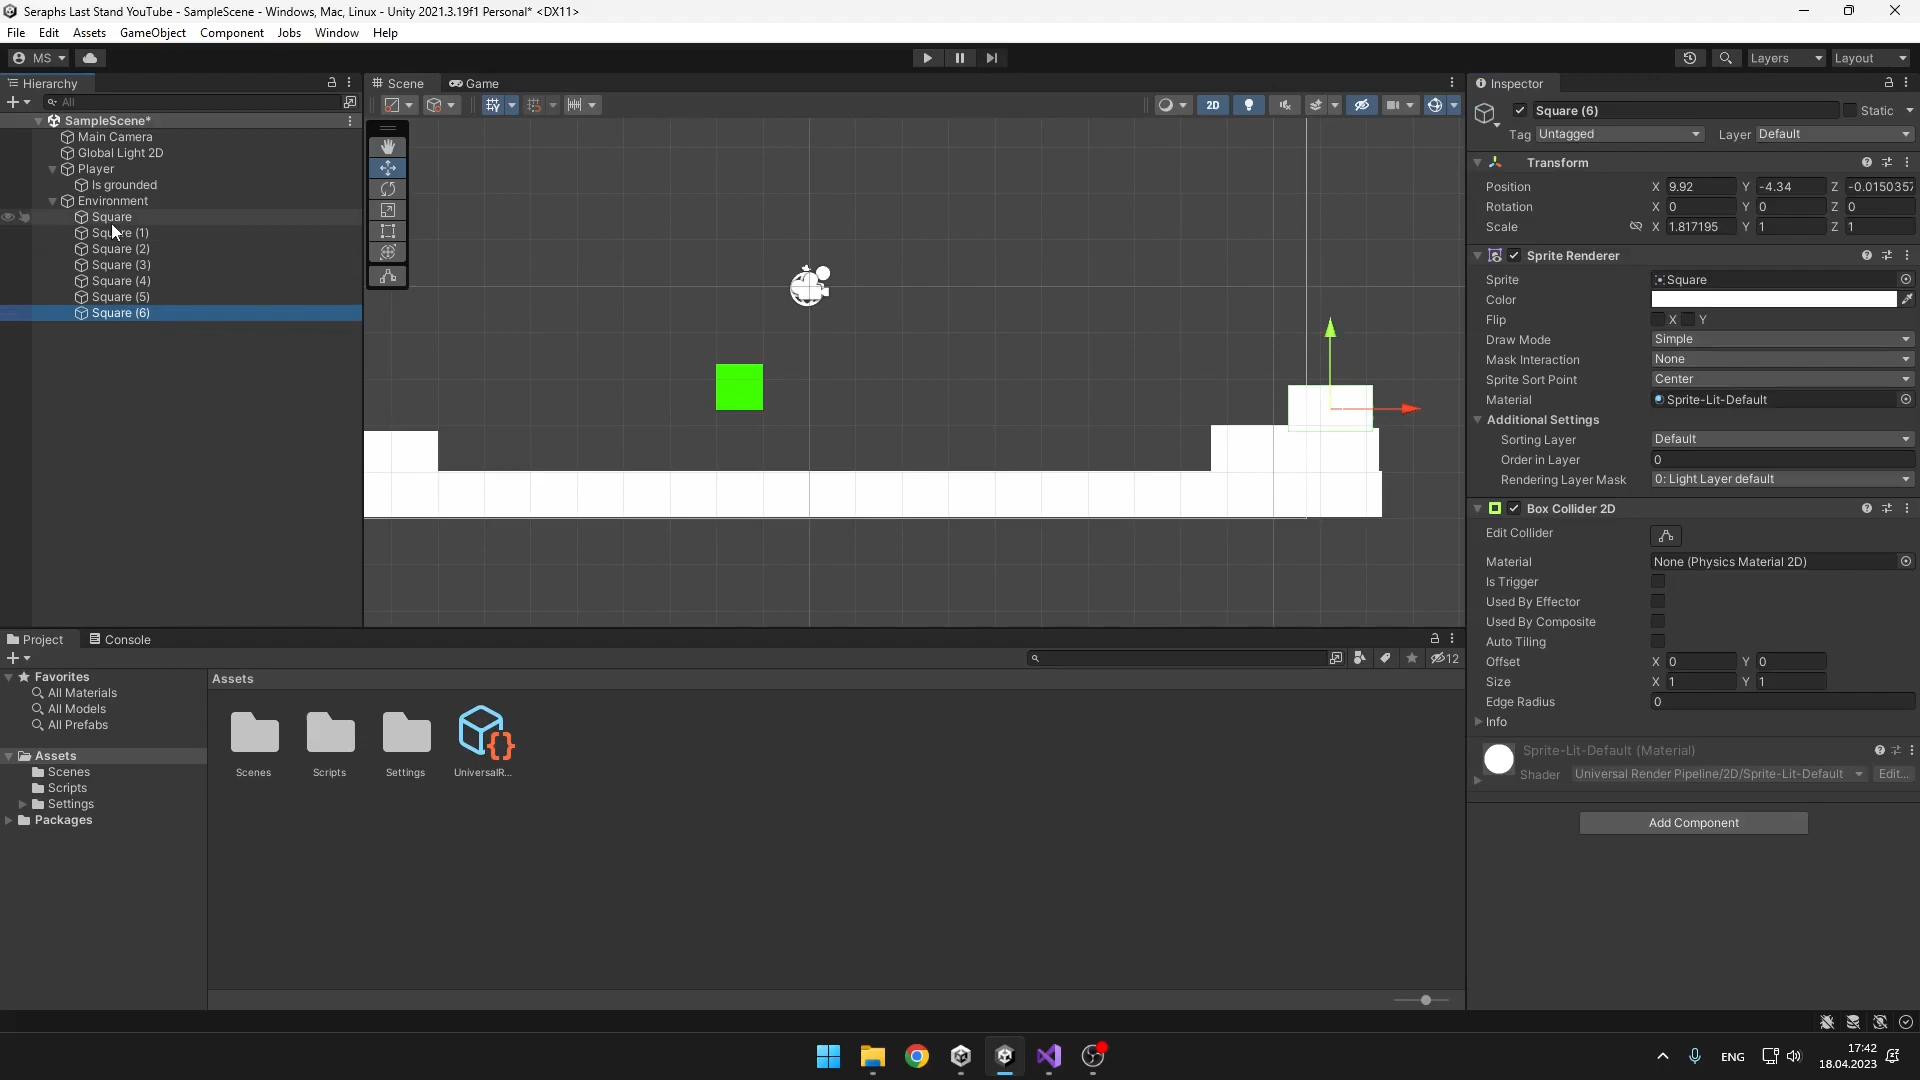 Seraphs Last Stand YouTube - SampleScene - Windows, Mac, Linux - Unity 2021.3.19f1 Personal* <DX11>
File Edit Assets GameObject Component Jobs Window Help
MS Layers Layout
Hierarchy
All
SampleScene*
Main Camera
Global Light 2D
Player
Is grounded
Environment
Square
Square (1)
Square (2)
Square (3)
Square (4)
Square (5)
Square (6)
Scene Game
2D
Inspector
Square (6) Static
Tag Untagged Layer Default
Transform
Position X 9.92 Y -4.34 Z -0.0150357
Rotation X 0 Y 0 Z 0
Scale X 1.817195 Y 1 Z 1
Sprite Renderer
Sprite Square
Color
Flip X Y
Draw Mode Simple
Mask Interaction None
Sprite Sort Point Center
Material Sprite-Lit-Default
Additional Settings
Sorting Layer Default
Order in Layer 0
Rendering Layer Mask 0: Light Layer default
Box Collider 2D
Edit Collider
Material None (Physics Material 2D)
Is Trigger
Used By Effector
Used By Composite
Auto Tiling
Offset X 0 Y 0
Size X 1 Y 1
Edge Radius 0
Info
Sprite-Lit-Default (Material)
Shader Universal Render Pipeline/2D/Sprite-Lit-Default Edit...
Add Component
Project Console
12
Favorites
All Materials
All Models
All Prefabs
Assets
Scenes
Scripts
Settings
Packages
Assets
Scenes Scripts Settings UniversalR...
ENG
17:42
18.04.2023